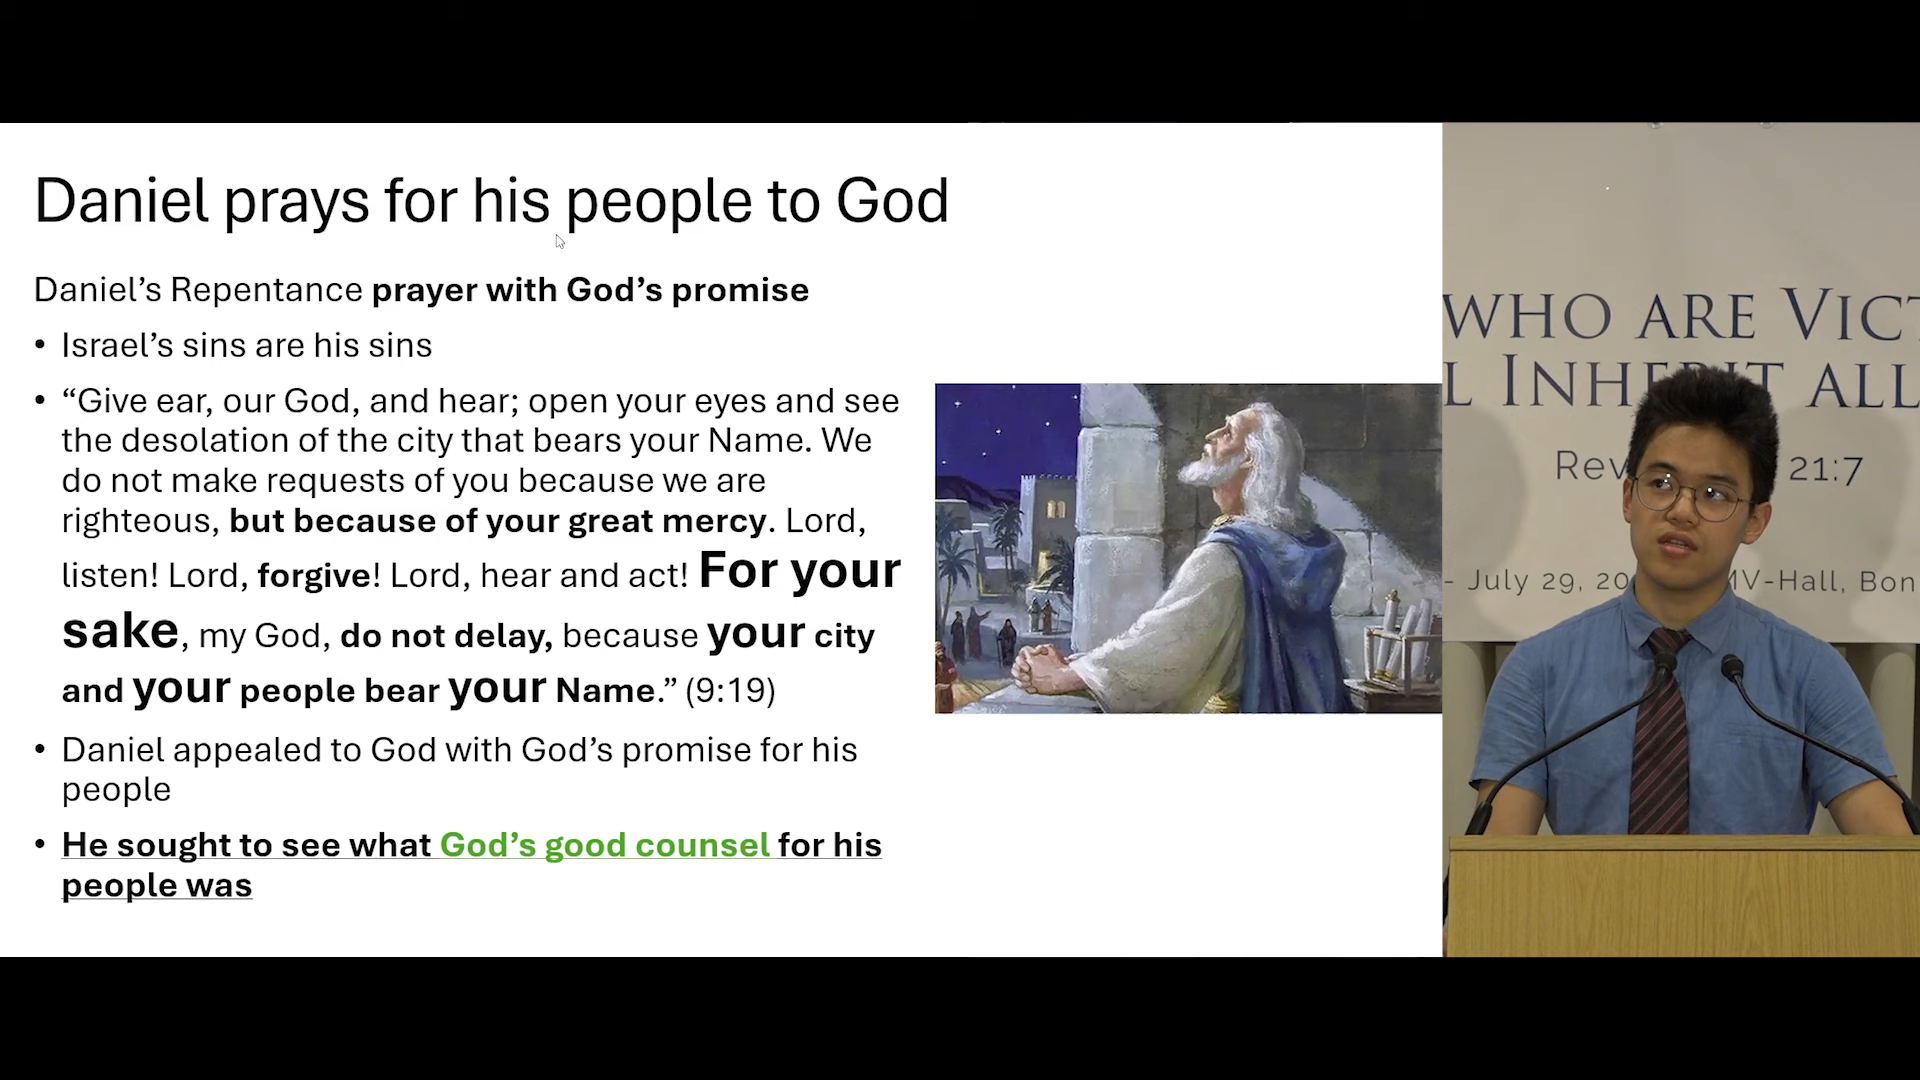 Daniel prays for his people to God
Daniel’s Repentance prayer with God’s promise
• Israel’s sins are his sins
• “Give ear, our God, and hear; open your eyes and see
the desolation of the city that bears your Name. We
do not make requests of you because we are
righteous, but because of your great mercy. Lord,
listen! Lord, forgive! Lord, hear and act! For your
sake, my God, do not delay, because your city
and your people bear your Name.” (9:19)
• Daniel appealed to God with God’s promise for his
people
• He sought to see what God’s good counsel for his
people was
WHO ARE VICT
L INHERIT ALL
Rev 21:7
- July 29, 20 MV-Hall, Bon